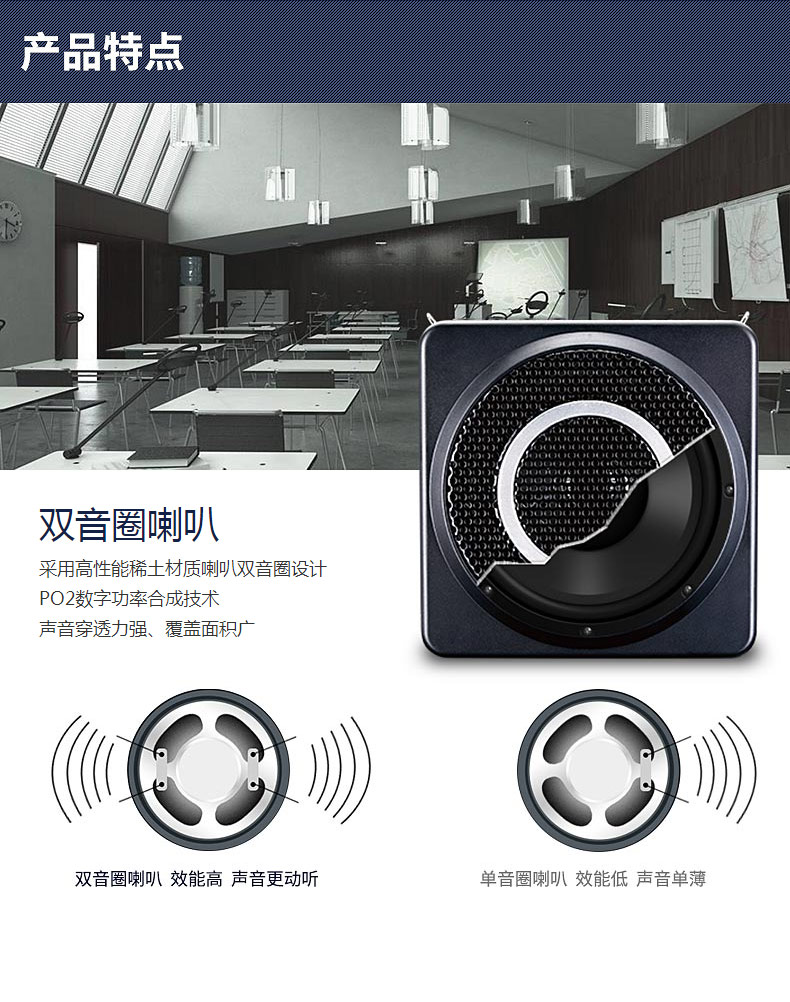 产品特点
双音圈喇叭
采用高性能稀土材质喇叭双音圈设计
PO2数字功率合成技术
声音穿透力强、覆盖面积广
双音圈喇叭 效能高 声音更动听
单音圈喇叭 效能低 声音单薄